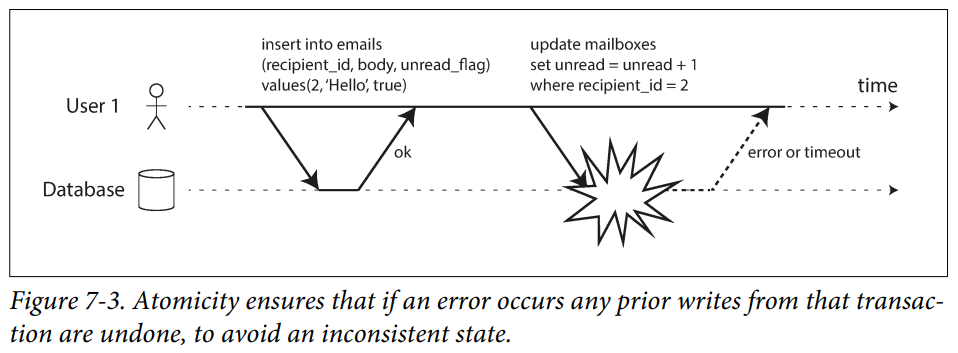 insert into emails
(recipient_id, body, unread_flag)
values(2, ‘Hello’, true)
update mailboxes
set unread = unread + 1
where recipient_id = 2
time
User 1
ok
error or timeout
Database
Figure 7-3. Atomicity ensures that if an error occurs any prior writes from that transac-
tion are undone, to avoid an inconsistent state.